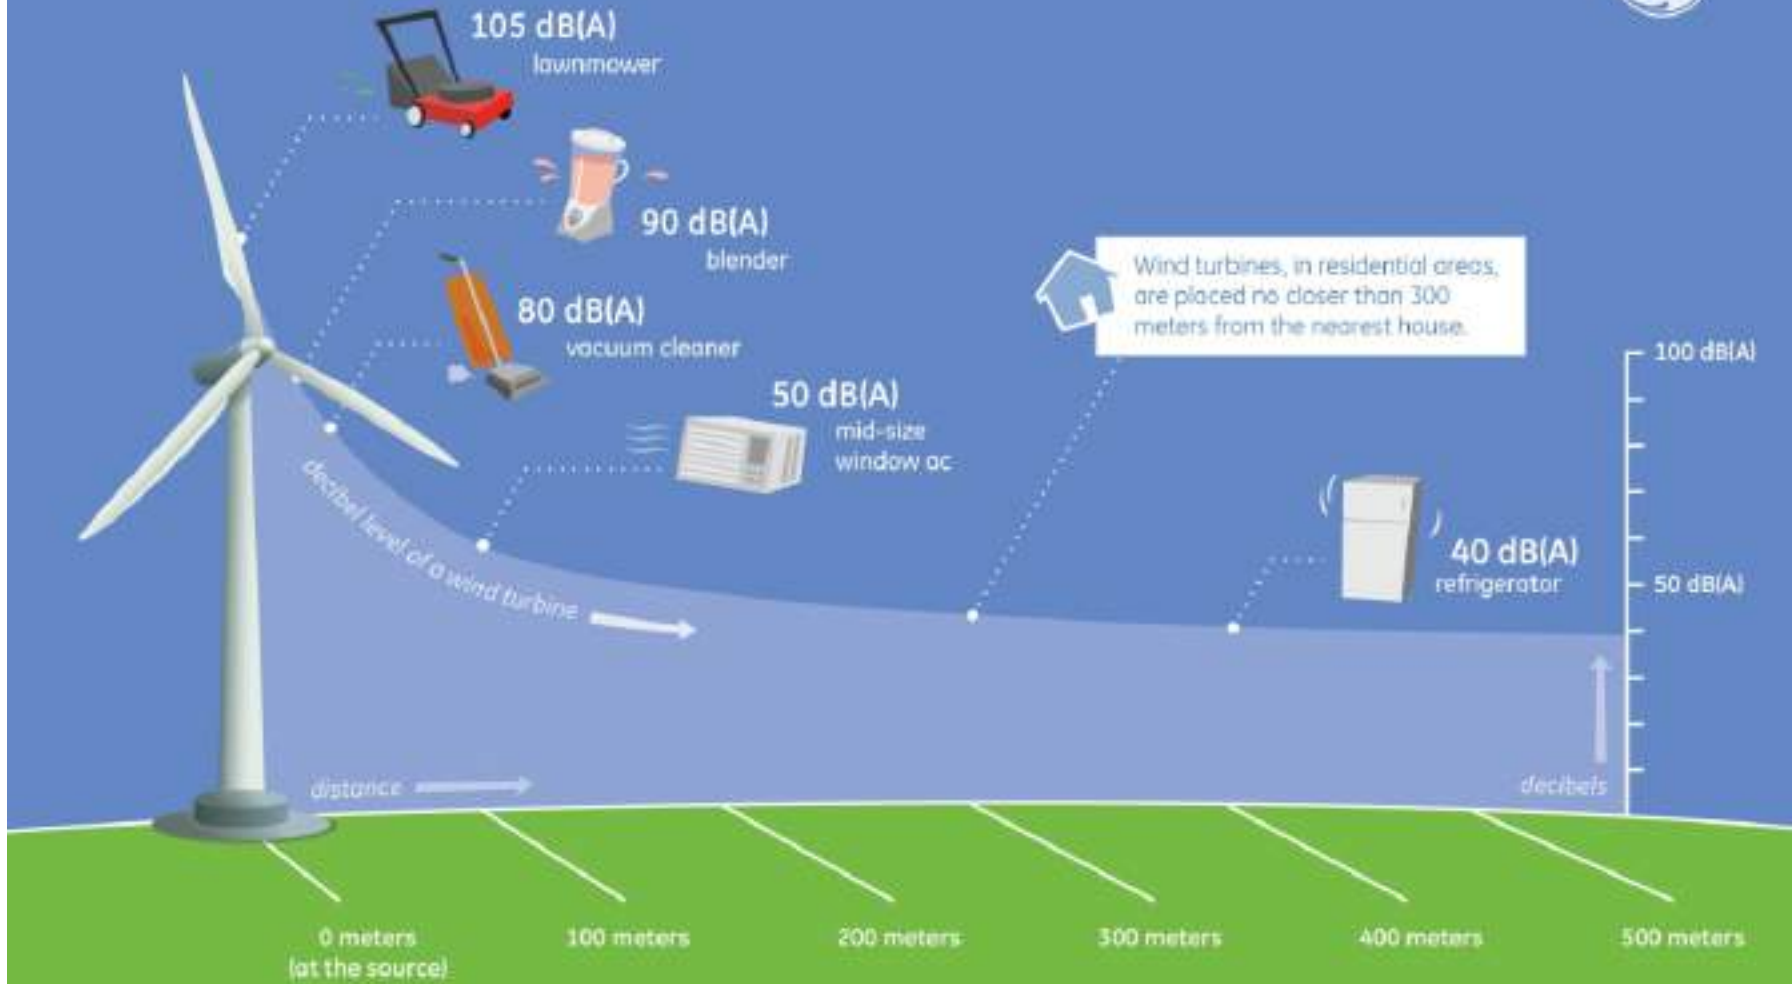 105 dB(A)
lawnmower
90 dB(A)
blender
80 dB(A)
vacuum cleaner
50 dB(A)
mid-size
window ac
Wind turbines, in residential areas,
are placed no closer than 300
meters from the nearest house.
100 dB(A)
40 dB(A)
refrigerator
50 dB(A)
decibel level of a wind turbine
distance
decibels
0 meters
(at the source)
100 meters
200 meters
300 meters
400 meters
500 meters